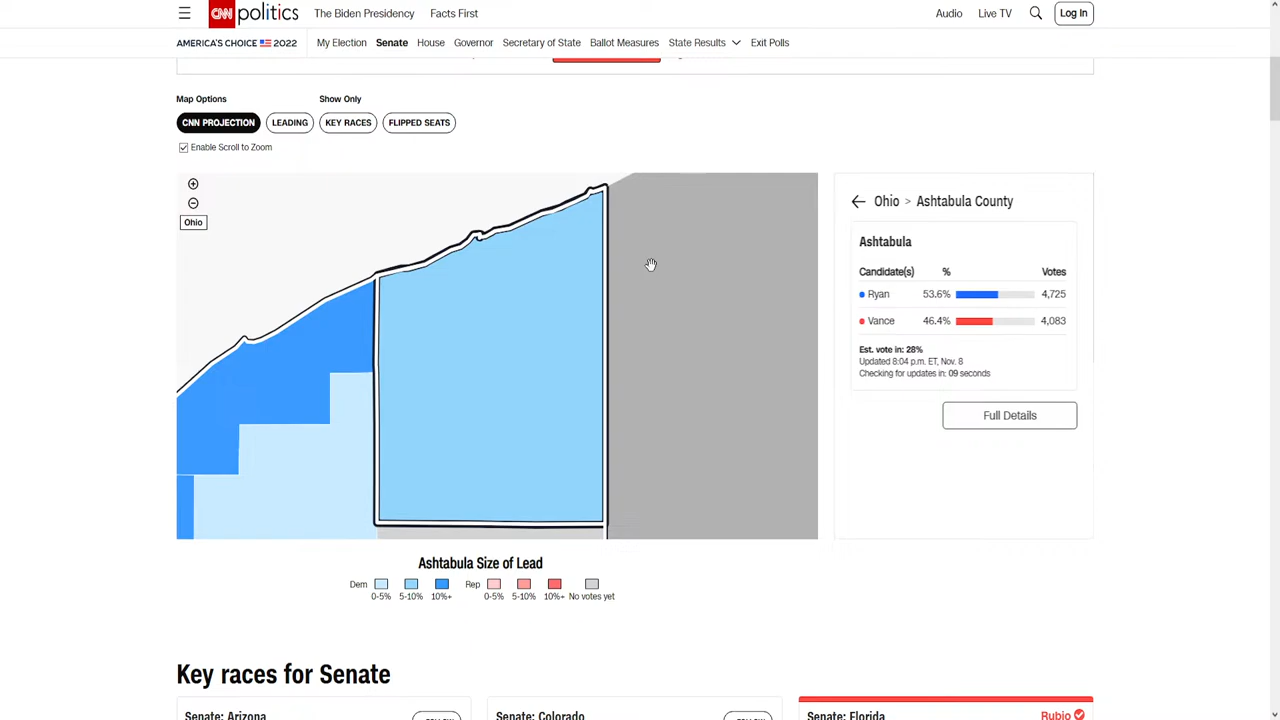 CNN politics The Biden Presidency Facts First Audio Live TV Log In
AMERICA'S CHOICE 2022 My Election Senate House Governor Secretary of State Ballot Measures State Results Exit Polls
Map Options Show Only
CNN PROJECTION LEADING KEY RACES FLIPPED SEATS
Enable Scroll to Zoom
Ohio
Ohio > Ashtabula County
Ashtabula
Candidate(s) % Votes
Ryan 53.6% 4,725
Vance 46.4% 4,083
Est. vote in: 28%
Updated 8:04 p.m. ET, Nov. 8
Checking for updates in: 09 seconds
Full Details
Ashtabula Size of Lead
Dem 0-5% 5-10% 10%+ Rep 0-5% 5-10% 10%+ No votes yet
Key races for Senate
Senate: Arizona Senate: Colorado Senate: Florida Rubio